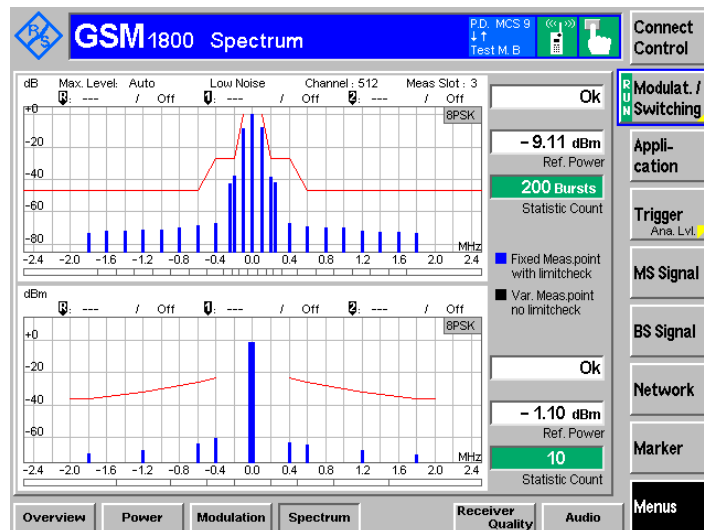 R/S
GSM 1800 Spectrum
P.D. MCS 9
↓↑
Test M. B
Connect Control
dB Max. Level: Auto Low Noise Channel : 512 Meas Slot : 3
R: --- / Off 1: --- / Off 2: --- / Off
8PSK
+0
-20
-40
-60
-80
MHz
-2.4 -2.0 -1.6 -1.2 -0.8 -0.4 0.0 0.4 0.8 1.2 1.6 2.0 2.4
Ok
- 9.11 dBm
Ref. Power
200 Bursts
Statistic Count
Fixed Meas.point
with limitcheck
Var. Meas.point
no limitcheck
dBm
R: --- / Off 1: --- / Off 2: --- / Off
8PSK
+0
-20
-40
-60
MHz
-2.4 -2.0 -1.6 -1.2 -0.8 -0.4 0.0 0.4 0.8 1.2 1.6 2.0 2.4
Ok
- 1.10 dBm
Ref. Power
10
Statistic Count
RUN
Modulat. /
Switching
Appli-
cation
Trigger
Ana. Lvl.
MS Signal
BS Signal
Network
Marker
Menus
Overview Power Modulation Spectrum Receiver Quality Audio